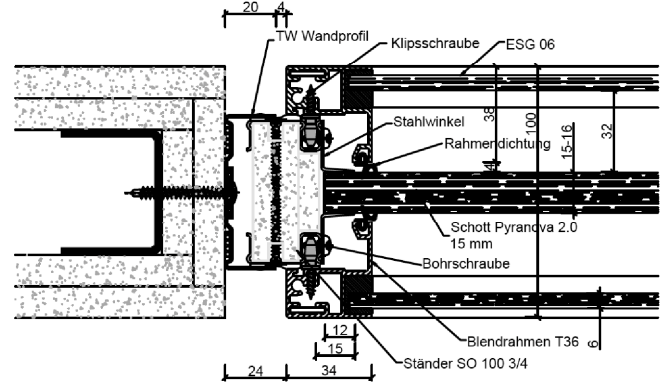 20 4
TW Wandprofil
Klipsschraube
ESG 06
Stahlwinkel
38
100
32
Rahmendichtung
4
15-16
Schott Pyranova 2.0
15 mm
Bohrschraube
12
15
Blendrahmen T36
6
24 34
Ständer SO 100 3/4